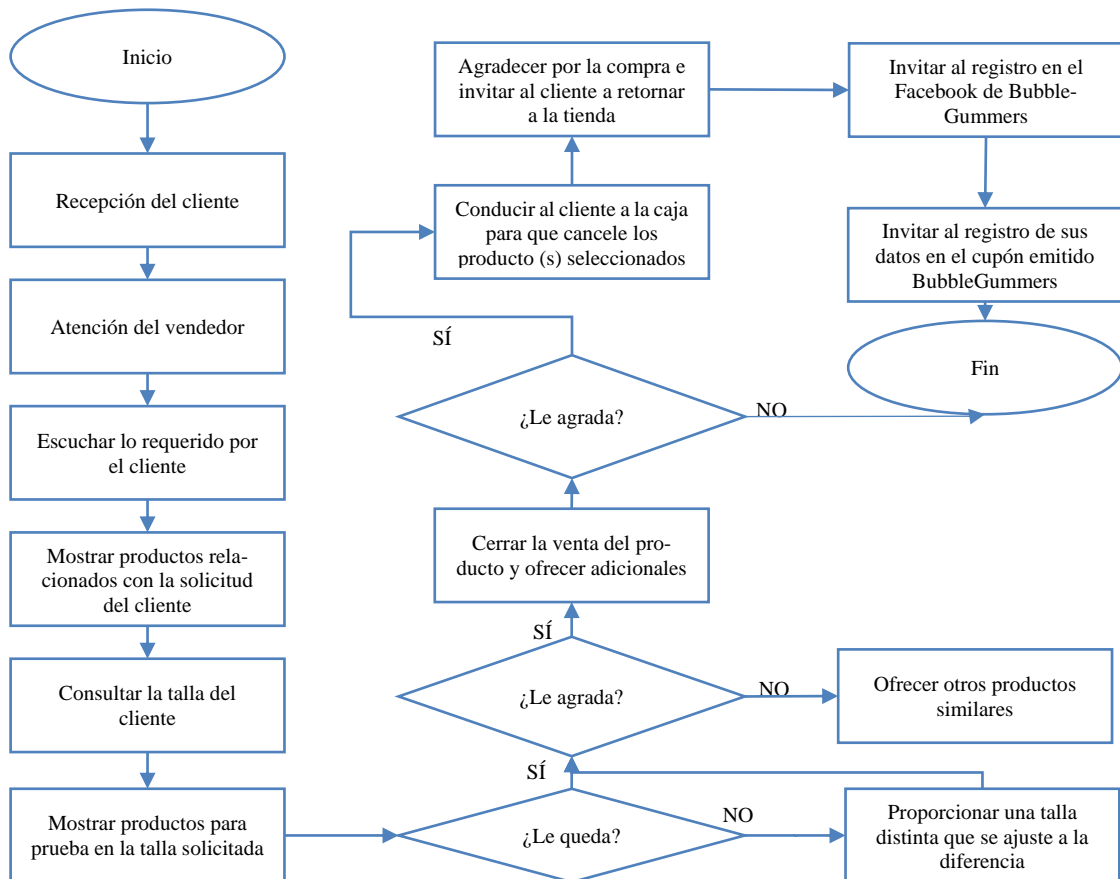 Inicio
Recepción del cliente
Atención del vendedor
Escuchar lo requerido por
el cliente
Mostrar productos rela-
cionados con la solicitud
del cliente
Consultar la talla del
cliente
Mostrar productos para
prueba en la talla solicitada
¿Le queda?
NO
Proporcionar una talla
distinta que se ajuste a la
diferencia
SÍ
¿Le agrada?
NO
Ofrecer otros productos
similares
SÍ
Cerrar la venta del pro-
ducto y ofrecer adicionales
¿Le agrada?
NO
SÍ
Conducir al cliente a la caja
para que cancele los
producto (s) seleccionados
Agradecer por la compra e
invitar al cliente a retornar
a la tienda
Invitar al registro en el
Facebook de Bubble-
Gummers
Invitar al registro de sus
datos en el cupón emitido
BubbleGummers
Fin